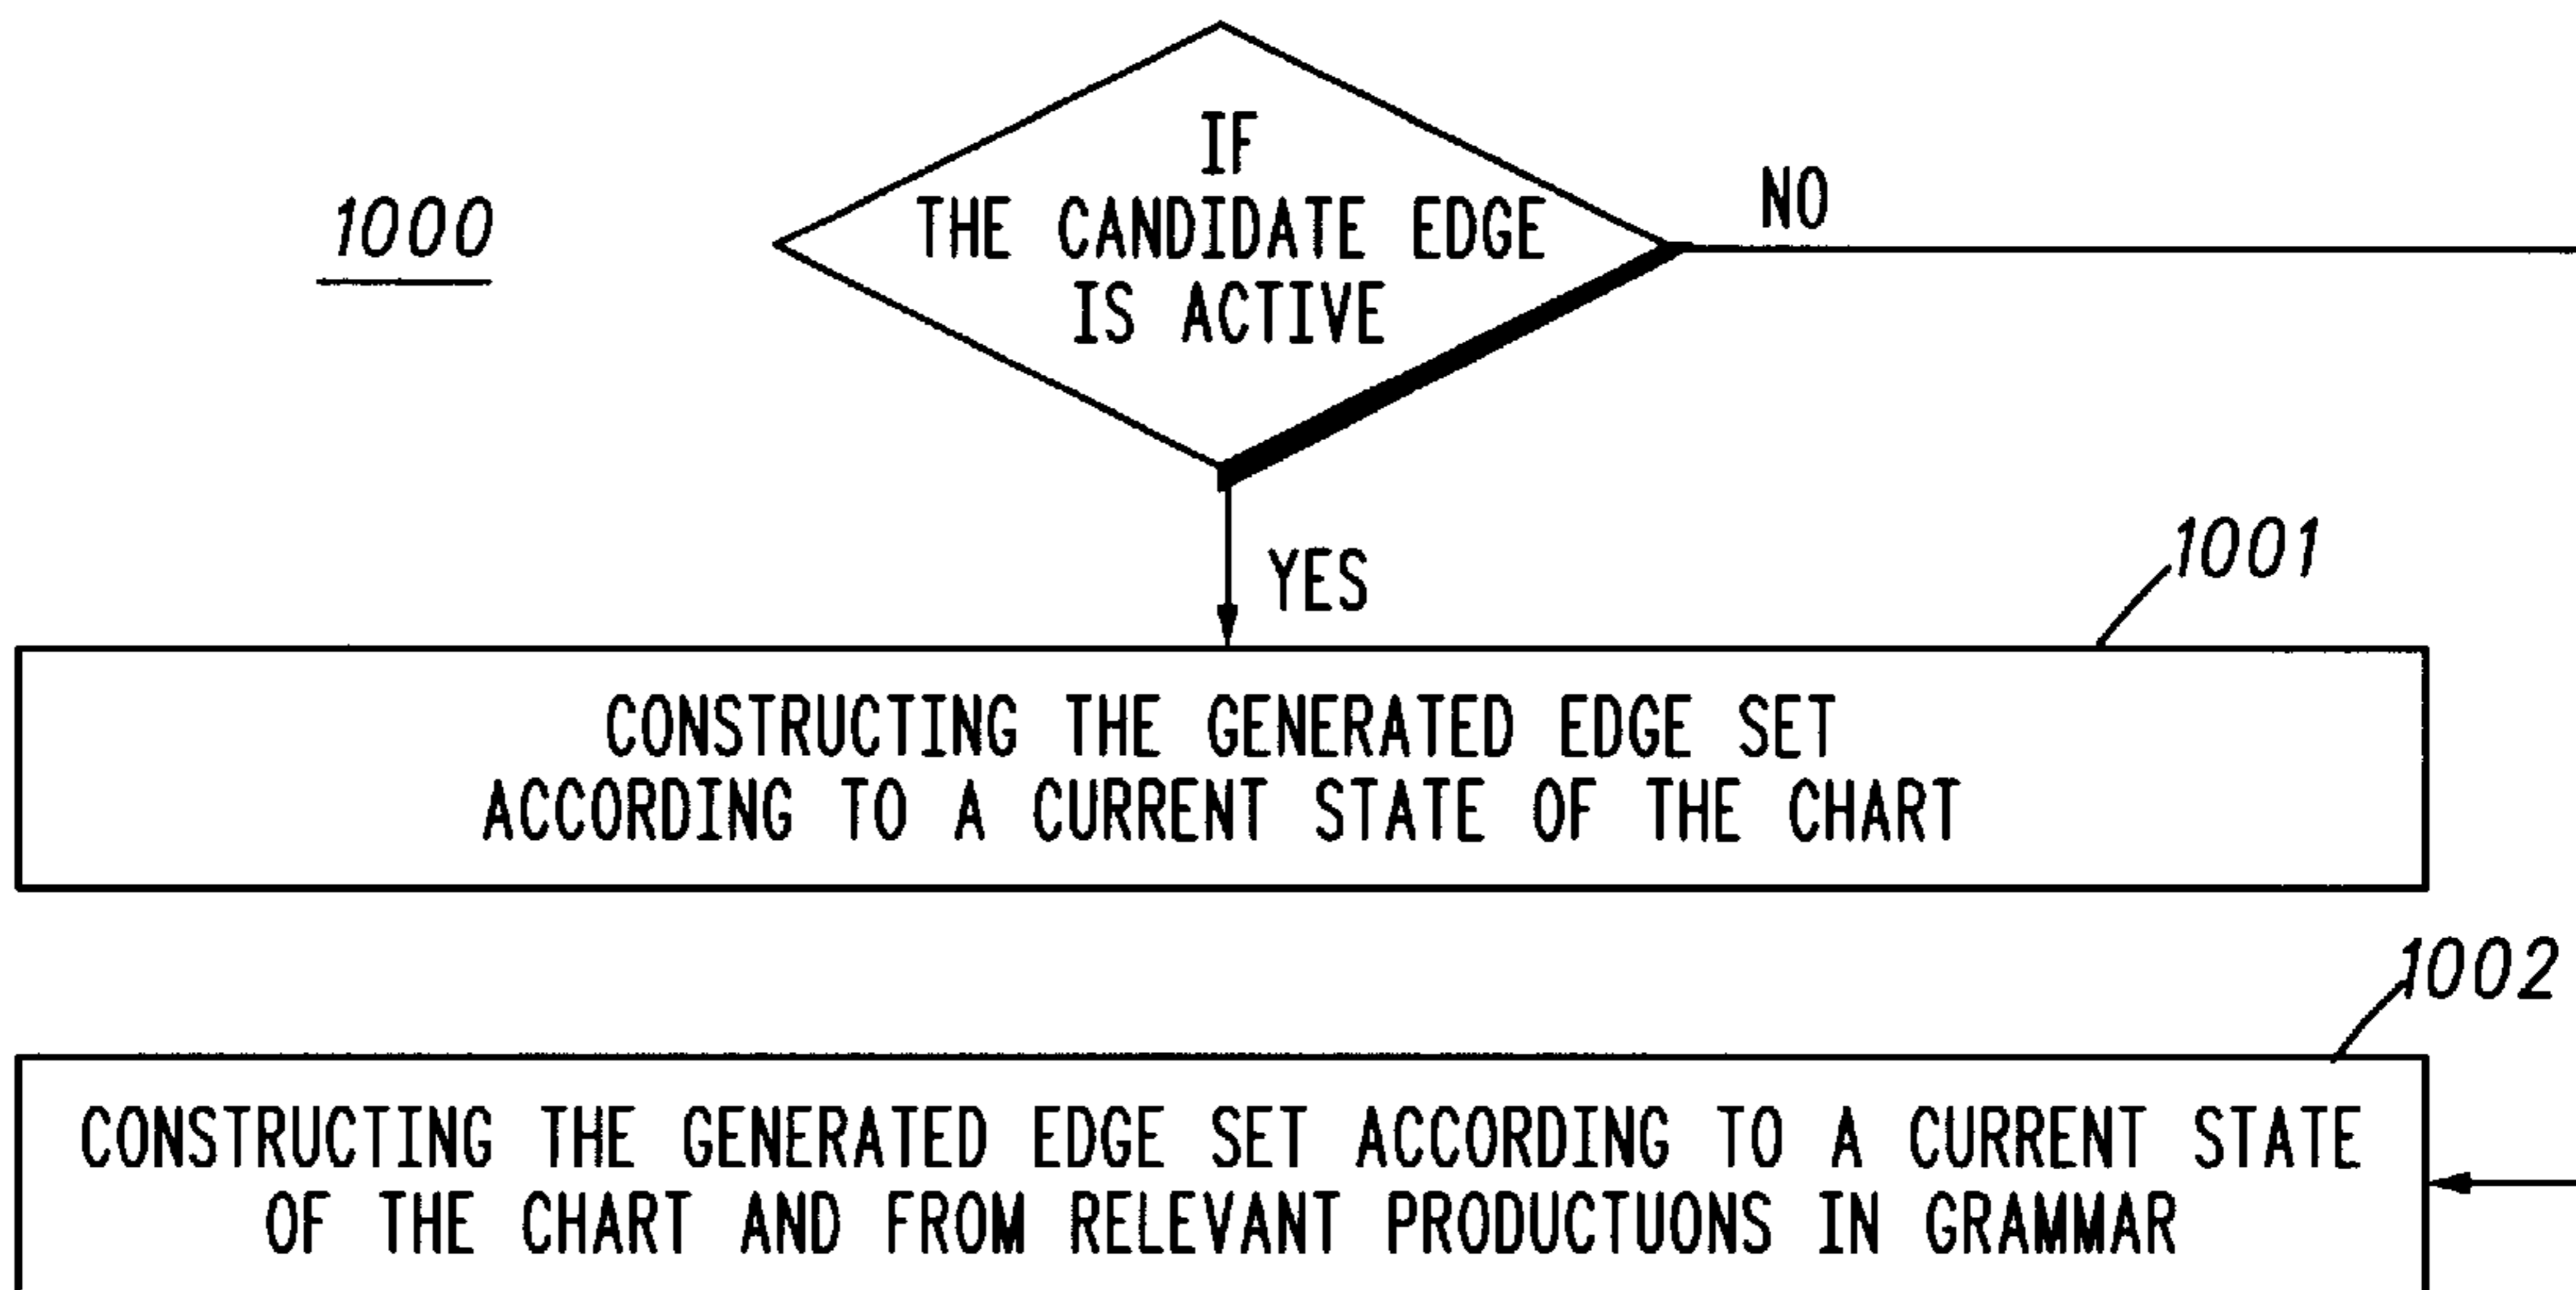 1000
IF
THE CANDIDATE EDGE
IS ACTIVE
NO
YES
1001
CONSTRUCTING THE GENERATED EDGE SET
ACCORDING TO A CURRENT STATE OF THE CHART
1002
CONSTRUCTING THE GENERATED EDGE SET ACCORDING TO A CURRENT STATE
OF THE CHART AND FROM RELEVANT PRODUCTUONS IN GRAMMAR